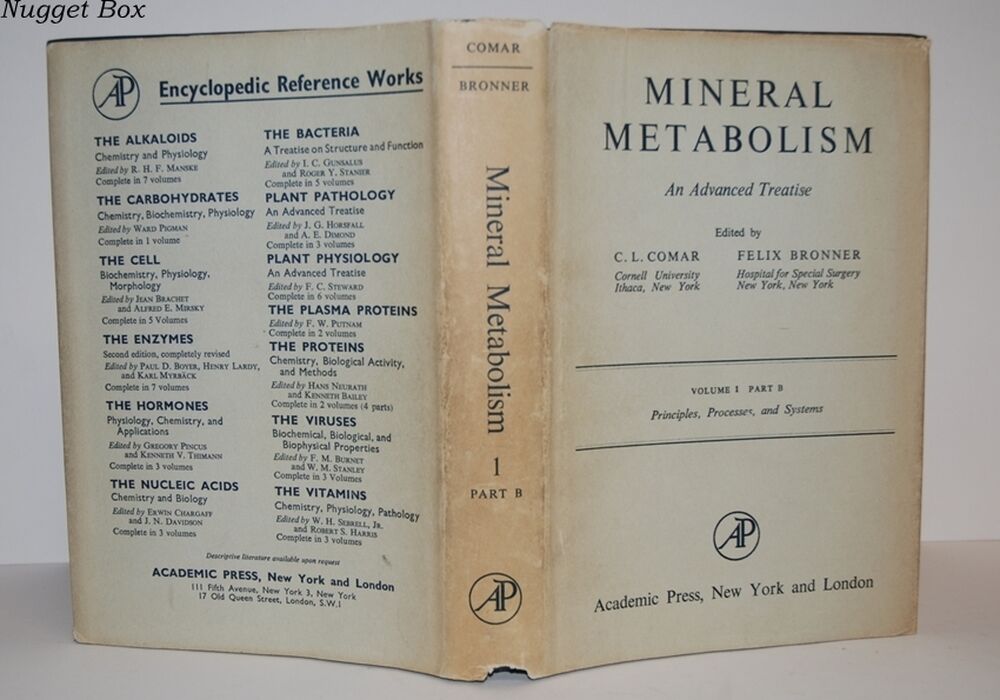 Nugget Box
AP
Encyclopedic Reference Works
THE ALKALOIDS
Chemistry and Physiology
Edited by R. H. F. MANSKE
Complete in 7 volumes
THE CARBOHYDRATES
Chemistry, Biochemistry, Physiology
Edited by WARD PIGMAN
Complete in 1 volume
THE CELL
Biochemistry, Physiology,
Morphology
Edited by JEAN BRACHET
and ALFRED E. MIRSKY
Complete in 5 Volumes
THE ENZYMES
Second edition, completely revised
Edited by PAUL D. BOYER, HENRY LARDY,
and KARL MYRBÄCK
Complete in 7 volumes
THE HORMONES
Physiology, Chemistry, and
Applications
Edited by GREGORY PINCUS
and KENNETH V. THIMANN
Complete in 3 volumes
THE NUCLEIC ACIDS
Chemistry and Biology
Edited by ERWIN CHARGAFF
and J. N. DAVIDSON
Complete in 3 volumes
THE BACTERIA
A Treatise on Structure and Function
Edited by I. C. GUNSALUS
and ROGER Y. STANIER
Complete in 5 volumes
PLANT PATHOLOGY
An Advanced Treatise
Edited by J. G. HORSFALL
and A. E. DIMOND
Complete in 3 volumes
PLANT PHYSIOLOGY
An Advanced Treatise
Edited by F. C. STEWARD
Complete in 6 volumes
THE PLASMA PROTEINS
Edited by F. W. PUTNAM
Complete in 2 volumes
THE PROTEINS
Chemistry, Biological Activity,
and Methods
Edited by HANS NEURATH
and KENNETH BAILEY
Complete in 2 volumes (4 parts)
THE VIRUSES
Biochemical, Biological, and
Biophysical Properties
Edited by F. M. BURNET
and W. M. STANLEY
Complete in 3 Volumes
THE VITAMINS
Chemistry, Physiology, Pathology
Edited by W. H. SEBRELL, JR.
and ROBERT S. HARRIS
Complete in 3 volumes
Descriptive literature available upon request
ACADEMIC PRESS, New York and London
111 Fifth Avenue, New York 3, New York
17 Old Queen Street, London, S.W.1
COMAR
BRONNER
Mineral Metabolism
1
PART B
AP
MINERAL
METABOLISM
An Advanced Treatise
Edited by
C. L. COMAR
Cornell University
Ithaca, New York
FELIX BRONNER
Hospital for Special Surgery
New York, New York
VOLUME 1 PART B
Principles, Processes, and Systems
AP
Academic Press, New York and London